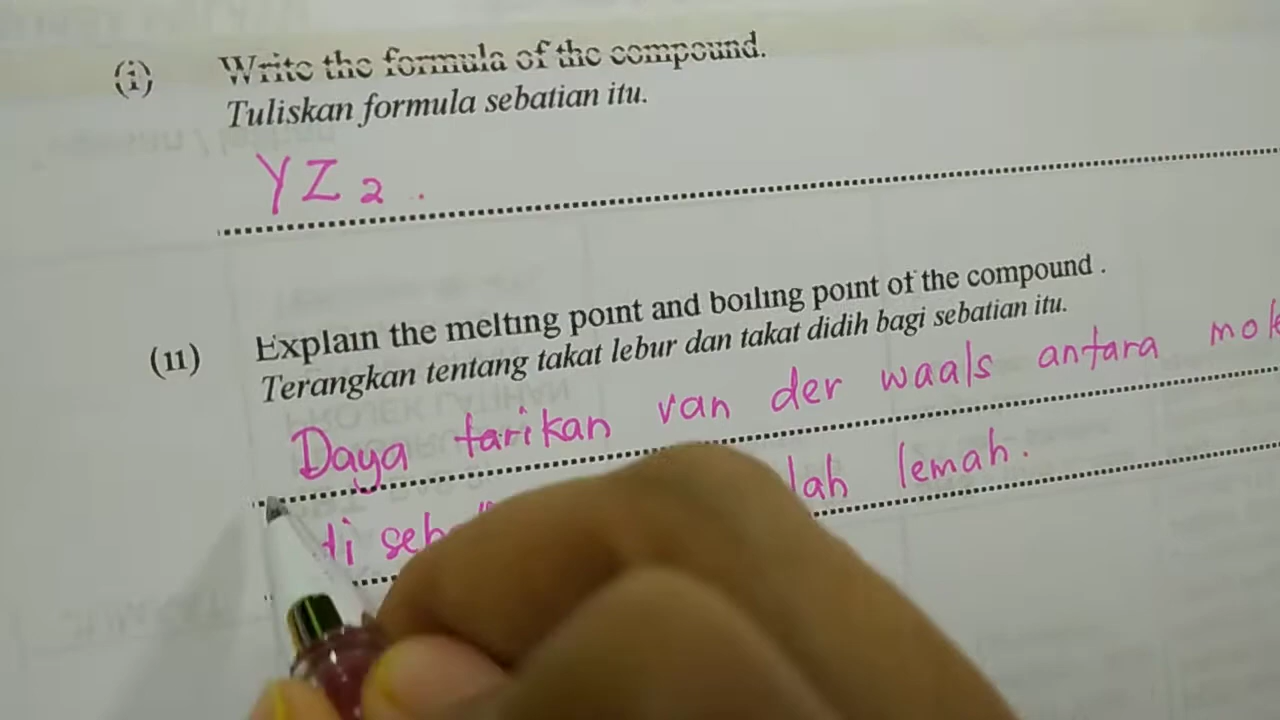 (i) Write the formula of the compound.
Tuliskan formula sebatian itu.
YZ2.
(ii) Explain the melting point and boiling point of the compound.
Terangkan tentang takat lebur dan takat didih bagi sebatian itu.
Daya tarikan van der waals antara
lemah.